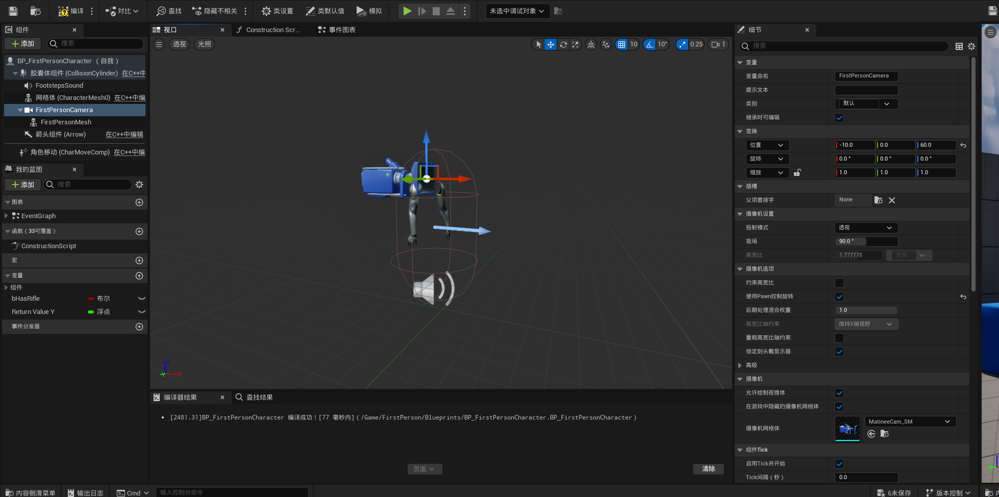 编译
对比
查找
隐藏不相关
类设置
类默认值
模拟
未选中调试对象
组件
添加
搜索
BP_FirstPersonCharacter （自我）
胶囊体组件 (CollisionCylinder) 在C++中
FootstepsSound
网格体 (CharacterMesh0) 在C++中编
FirstPersonCamera
FirstPersonMesh
箭头组件 (Arrow) 在C++中编辑
角色移动 (CharMoveComp) 在C++中编
我的蓝图
添加
搜索
图表
EventGraph
函数（33可覆盖）
ConstructionScript
宏
变量
组件
bHasRifle 布尔
Return Value Y 浮点
事件分发器
视口
Construction Scr...
事件图表
透视
光照
10
10°
0.25
1
Z
Y
X
编译器结果
查找结果
[2481.31]BP_FirstPersonCharacter 编译成功！[77 毫秒内]（/Game/FirstPerson/Blueprints/BP_FirstPersonCharacter.BP_FirstPersonCharacter）
页面
清除
细节
搜索
变量
变量命名 FirstPersonCamera
提示文本
类别 默认
继承时可编辑
变换
位置 -10.0 0.0 60.0
旋转 0.0 ° 0.0 ° 0.0 °
缩放 1.0 1.0 1.0
插槽
父项套接字 None
摄像机设置
投射模式 透视
视场 90.0 °
高宽比 1.777778 宽度
摄像机选项
约束高宽比
使用Pawn控制旋转
后期处理混合权重 1.0
高宽比轴约束 维持X轴视野
重载高宽比轴约束
锁定到头戴显示器
高级
摄像机
允许绘制视锥体
在游戏中隐藏的摄像机网格体
摄像机网格体 MatineeCam_SM
组件Tick
启用Tick并开始
Tick间隔（秒） 0.0
内容侧滑菜单
输出日志
Cmd
输入控制台命令
6未保存
版本控制